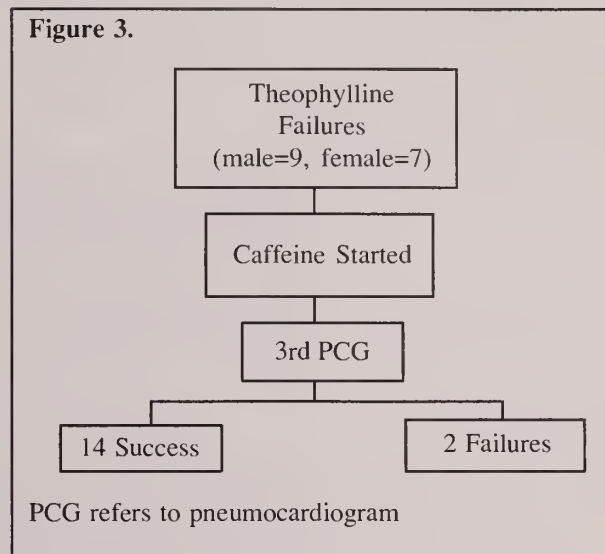 Figure 3.
Theophylline
Failures
(male=9, female=7)
Caffeine Started
3rd PCG
14 Success
2 Failures
PCG refers to pneumocardiogram